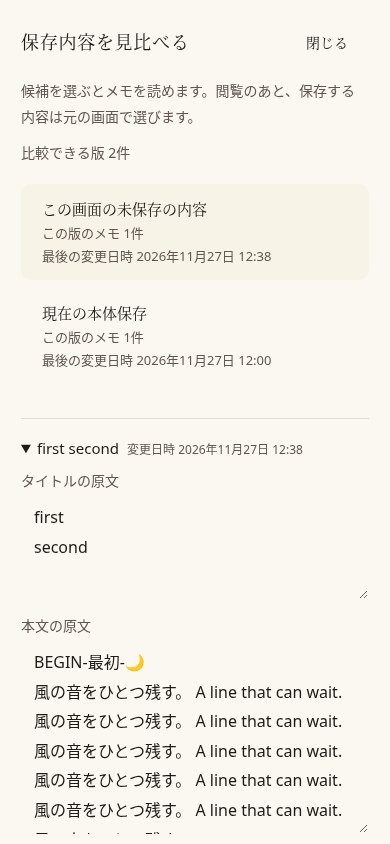 保存内容を見比べる
閉じる
候補を選ぶとメモを読めます。閲覧のあと、保存する
内容は元の画面で選びます。
比較できる版 2件
この画面の未保存の内容
この版のメモ 1件
最後の変更日時 2026年11月27日 12:38
現在の本体保存
この版のメモ 1件
最後の変更日時 2026年11月27日 12:00
▼ first second 変更日時 2026年11月27日 12:38
タイトルの原文
first
second
本文の原文
BEGIN-最初-🌙
風の音をひとつ残す。 A line that can wait.
風の音をひとつ残す。 A line that can wait.
風の音をひとつ残す。 A line that can wait.
風の音をひとつ残す。 A line that can wait.
風の音をひとつ残す。 A line that can wait.